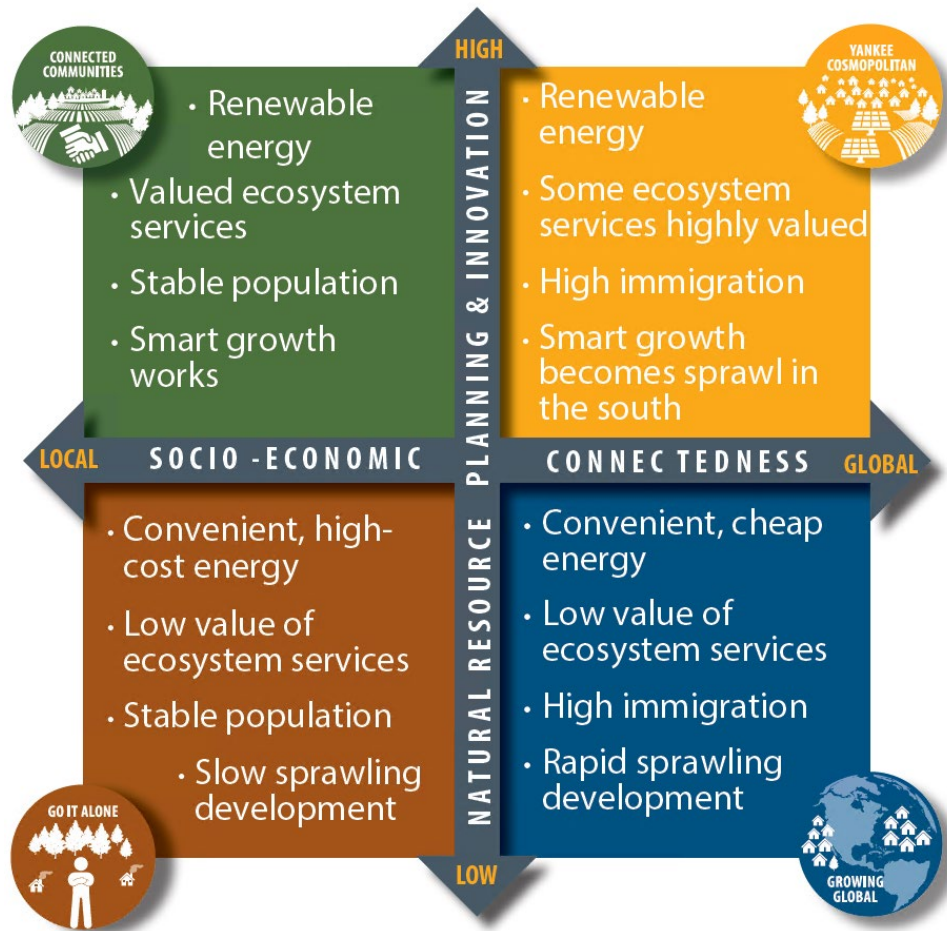 HIGH
CONNECTED
COMMUNITIES
• Renewable
energy
• Valued ecosystem
services
• Stable population
• Smart growth
works
YANKEE
COSMOPOLITAN
• Renewable
energy
• Some ecosystem
services highly valued
• High immigration
• Smart growth
becomes sprawl in
the south
LOCAL
SOCIO -ECONOMIC
CONNEC TEDNESS
GLOBAL
NATURAL RESOURCE PLANNING & INNOVATION
• Convenient, high-
cost energy
• Low value of
ecosystem services
• Stable population
• Slow sprawling
development
GO IT ALONE
• Convenient, cheap
energy
• Low value of
ecosystem services
• High immigration
• Rapid sprawling
development
GROWING
GLOBAL
LOW